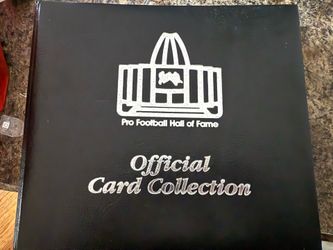 Pro Football Hall of Fame
Official
Card Collection